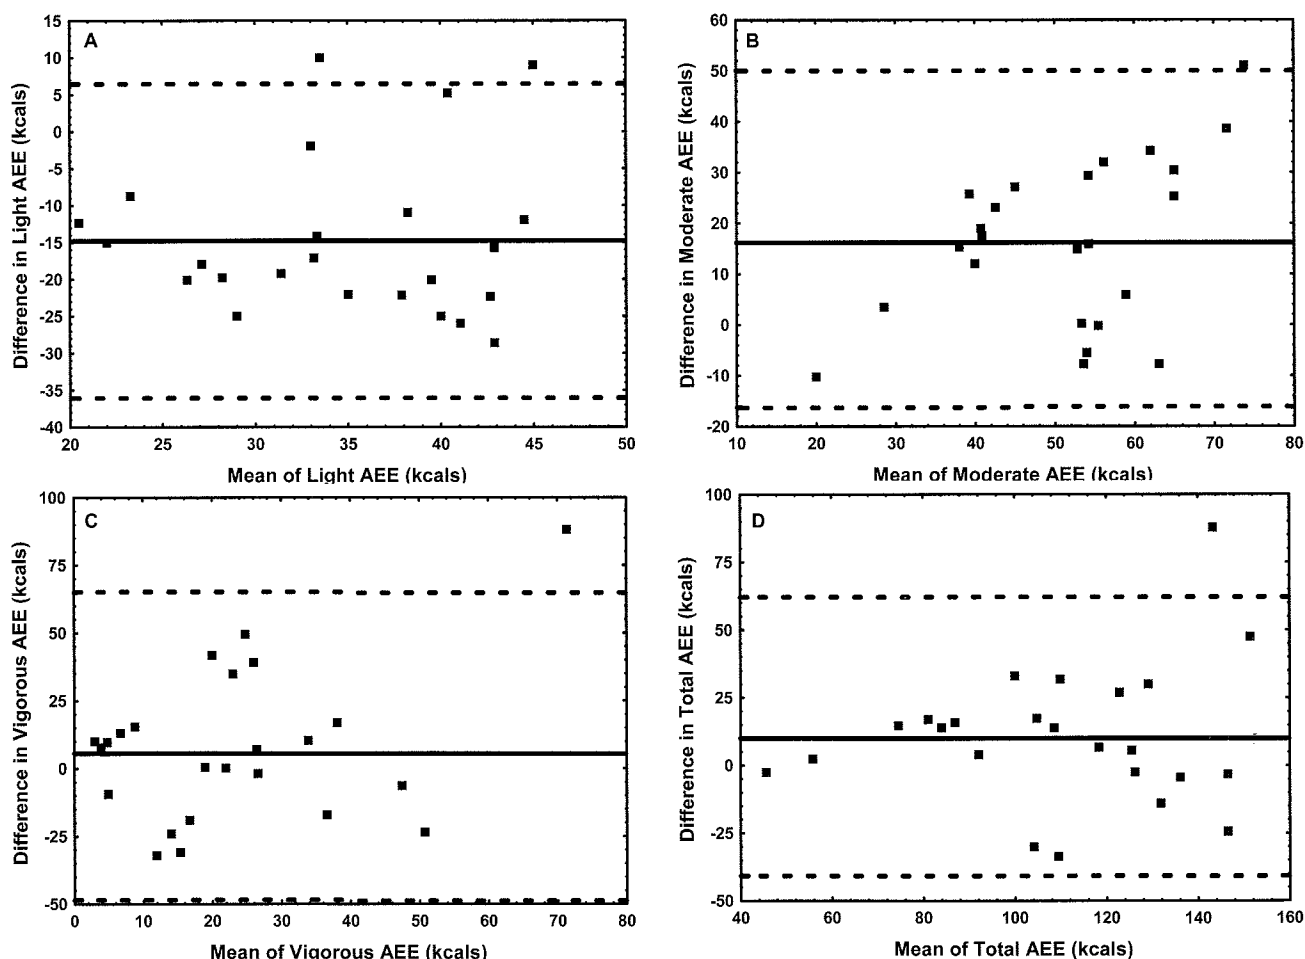 A
Difference in Light AEE (kcals)
15
10
5
0
-5
-10
-15
-20
-25
-30
-35
-40
20 25 30 35 40 45 50
Mean of Light AEE (kcals)
B
Difference in Moderate AEE (kcals)
60
50
40
30
20
10
0
-10
-20
10 20 30 40 50 60 70 80
Mean of Moderate AEE (kcals)
C
Difference in Vigorous AEE (kcals)
100
75
50
25
0
-25
-50
0 10 20 30 40 50 60 70 80
Mean of Vigorous AEE (kcals)
D
Difference in Total AEE (kcals)
100
75
50
25
0
-25
-50
40 60 80 100 120 140 160
Mean of Total AEE (kcals)